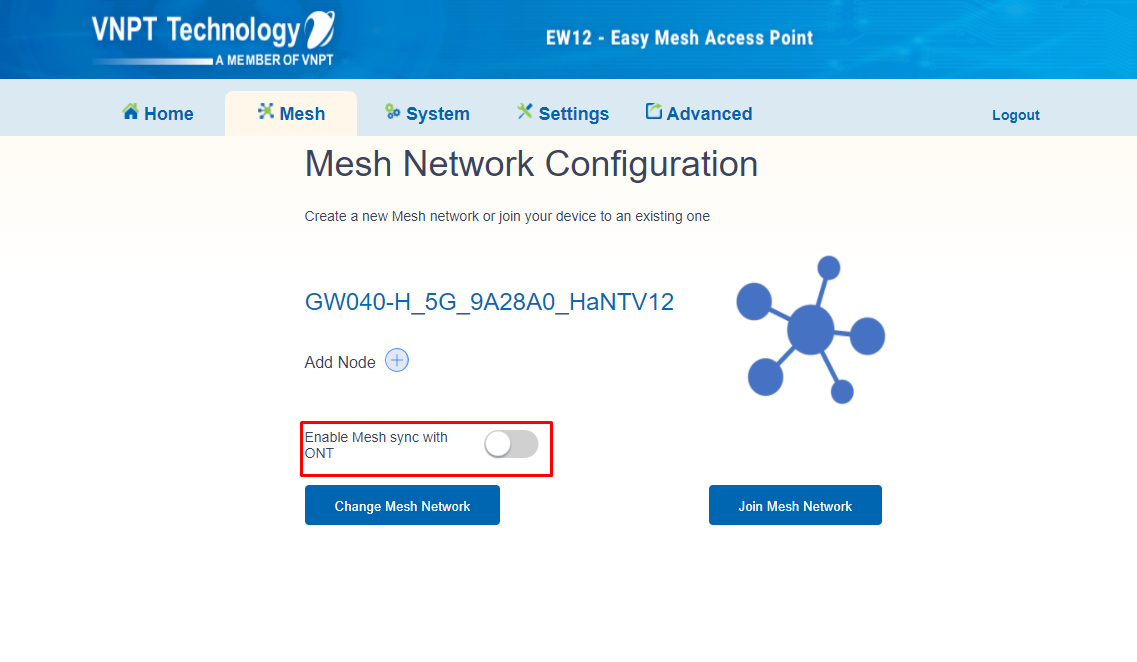 VNPT Technology
A MEMBER OF VNPT
EW12 - Easy Mesh Access Point
Home
Mesh
System
Settings
Advanced
Logout
Mesh Network Configuration
Create a new Mesh network or join your device to an existing one
GW040-H_5G_9A28A0_HaNTV12
Add Node
Enable Mesh sync with
ONT
Change Mesh Network
Join Mesh Network